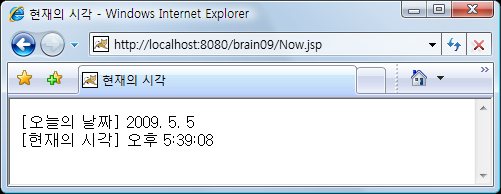 현재의 시각 - Windows Internet Explorer
http://localhost:8080/brain09/Now.jsp
현재의 시각
[오늘의 날짜] 2009. 5. 5
[현재의 시각] 오후 5:39:08